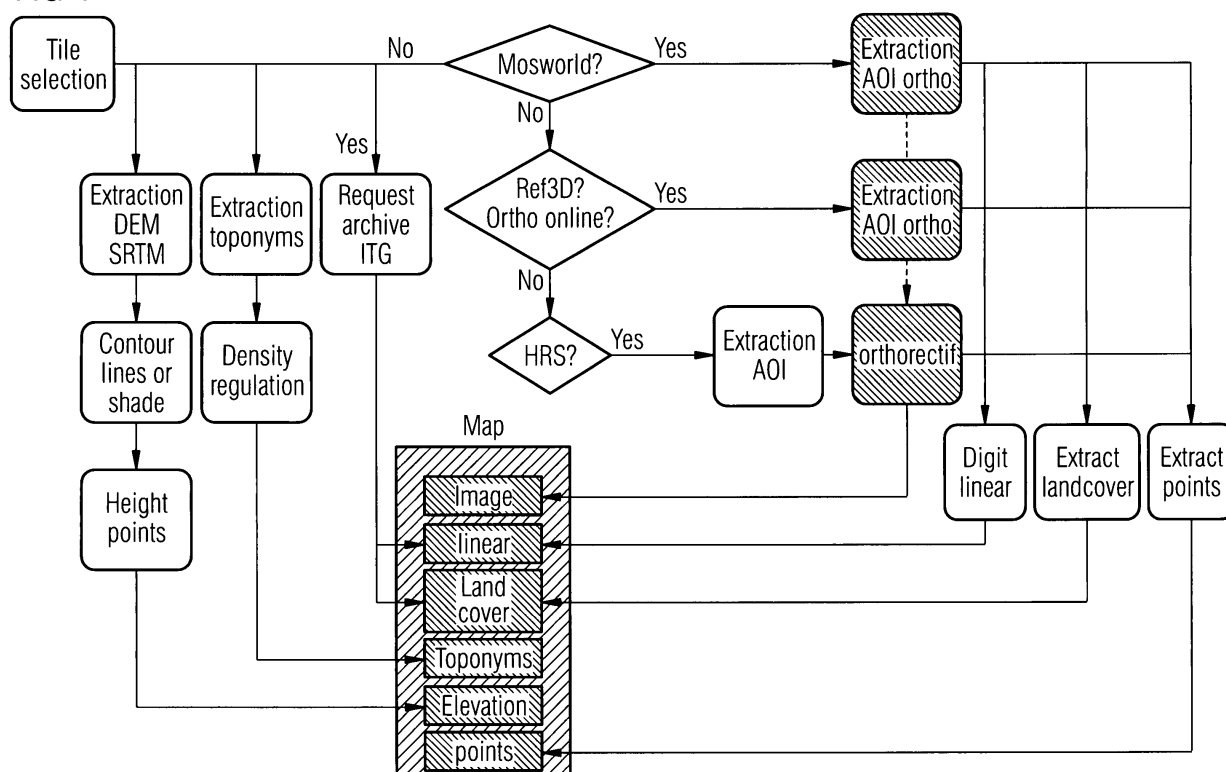 Tile
selection
No
Mosworld?
Yes
Extraction
AOI ortho
No
Yes
Extraction
DEM
SRTM
Extraction
toponyms
Request
archive
ITG
Ref3D?
Ortho online?
Yes
Extraction
AOI ortho
No
Contour
lines or
shade
Density
regulation
HRS?
Yes
Extraction
AOI
orthorectif
Map
Height
points
Digit
linear
Extract
landcover
Extract
points
Image
linear
Land
cover
Toponyms
Elevation
points